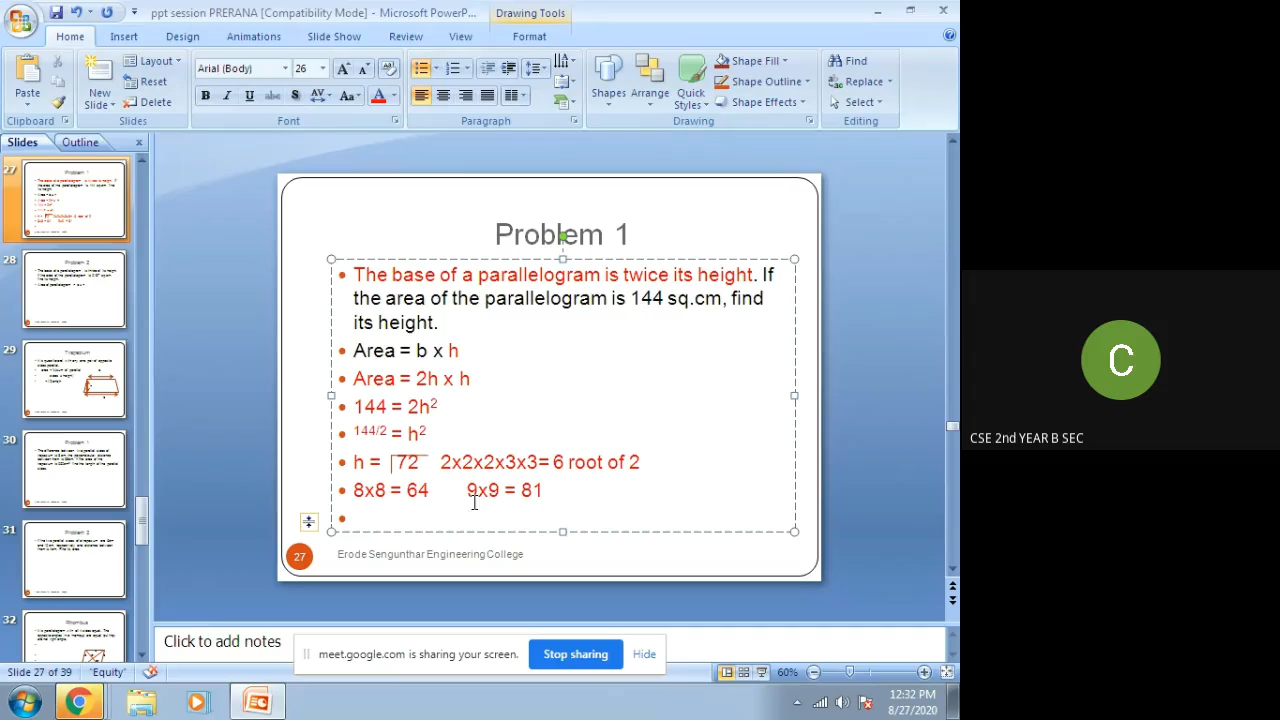 ppt session PRERANA [Compatibility Mode] - Microsoft PowerP...
Drawing Tools
Home Insert Design Animations Slide Show Review View Format
Paste
New Slide
Layout
Reset
Delete
Arial (Body) 26
B I U abc S AV Aa A
Shapes
Arrange
Quick Styles
Shape Fill
Shape Outline
Shape Effects
Find
Replace
Select
Clipboard Slides Font Paragraph Drawing Editing
Slides Outline
27
28
29
30
31
32
Problem 1
The base of a parallelogram is twice its height. If
the area of the parallelogram is 144 sq.cm, find
its height.
Area = b x h
Area = 2h x h
144 = 2h²
144/2 = h²
h = 72 2x2x2x3x3= 6 root of 2
8x8 = 64 9x9 = 81
27
Erode Sengunthar Engineering College
C
CSE 2nd YEAR B SEC
Click to add notes
meet.google.com is sharing your screen. Stop sharing Hide
Slide 27 of 39 "Equity" 60%
12:32 PM
8/27/2020